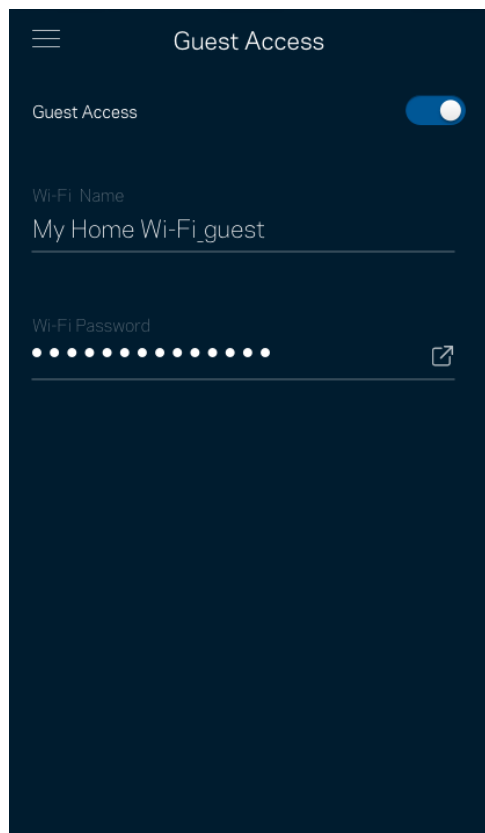 Guest Access
Guest Access
Wi-Fi Name
My Home Wi-Fi_guest
Wi-Fi Password
●●●●●●●●●●●●●●